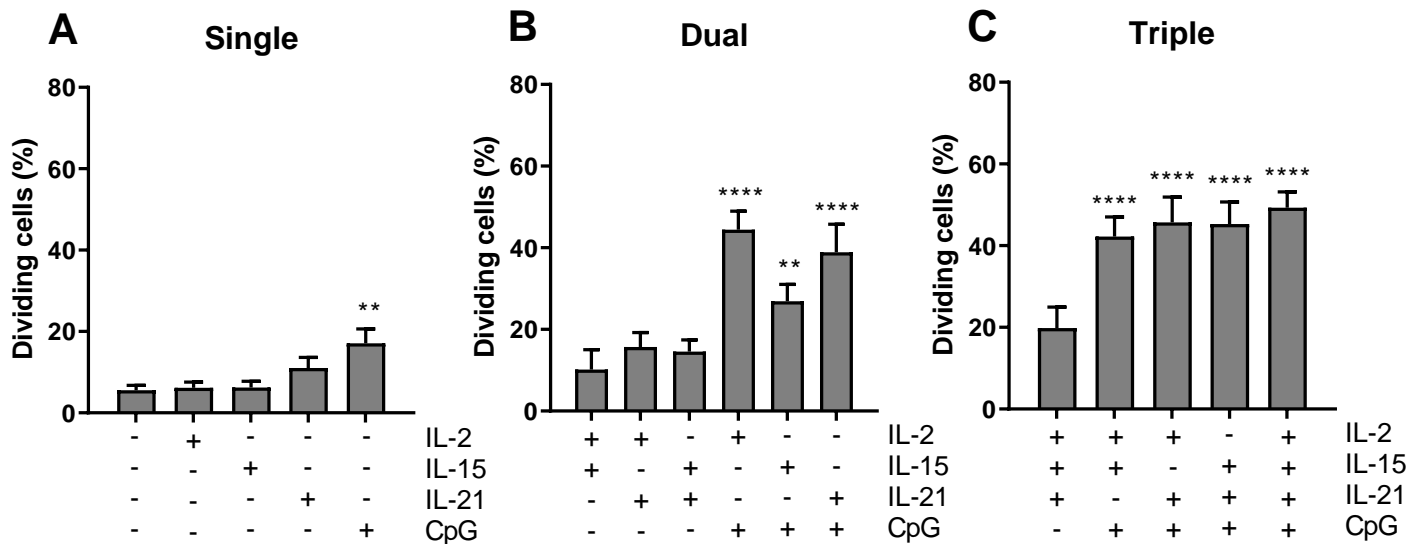 A
Single
Dividing cells (%)
80
60
40
20
0
**
- + - - - IL-2
- - + - - IL-15
- - - + - IL-21
- - - - + CpG
B
Dual
Dividing cells (%)
80
60
40
20
0
****
**
****
+ + - + - - IL-2
+ - + - + - IL-15
- + + - - + IL-21
- - - + + + CpG
C
Triple
Dividing cells (%)
80
60
40
20
0
****
****
****
****
+ + + - + IL-2
+ + - + + IL-15
+ - + + + IL-21
- + + + + CpG